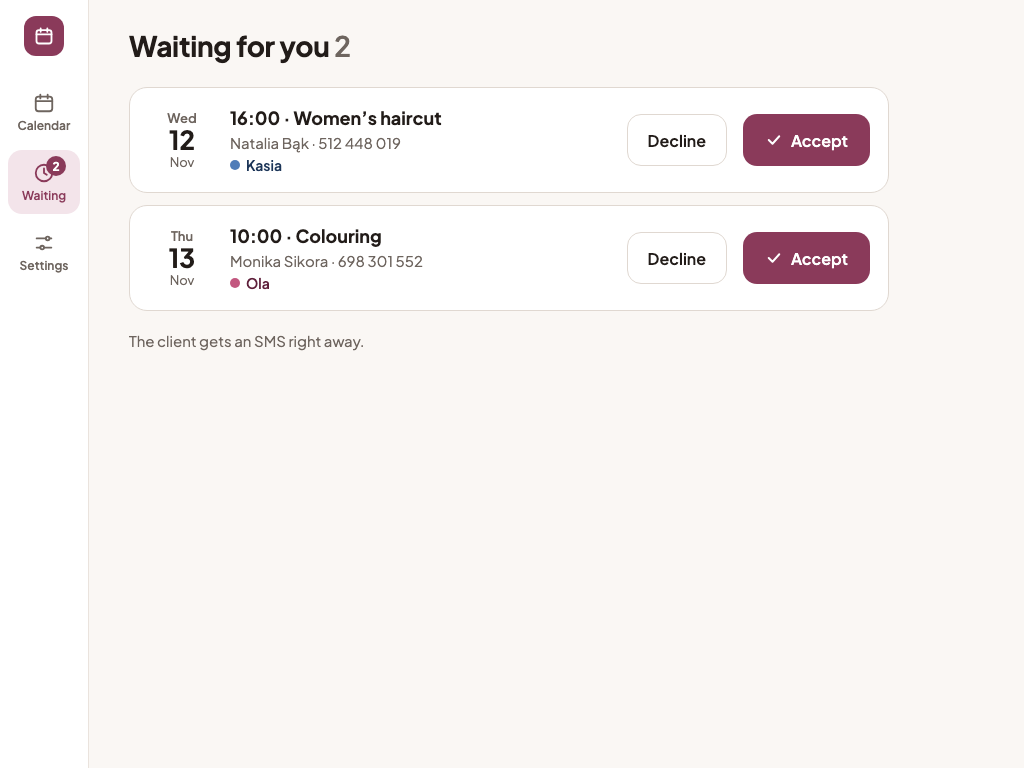 Waiting for you 2
Calendar
2
Waiting
Settings
Wed
12
Nov
16:00 · Women’s haircut
Natalia Bąk · 512 448 019
Kasia
Decline
Accept
Thu
13
Nov
10:00 · Colouring
Monika Sikora · 698 301 552
Ola
Decline
Accept
The client gets an SMS right away.